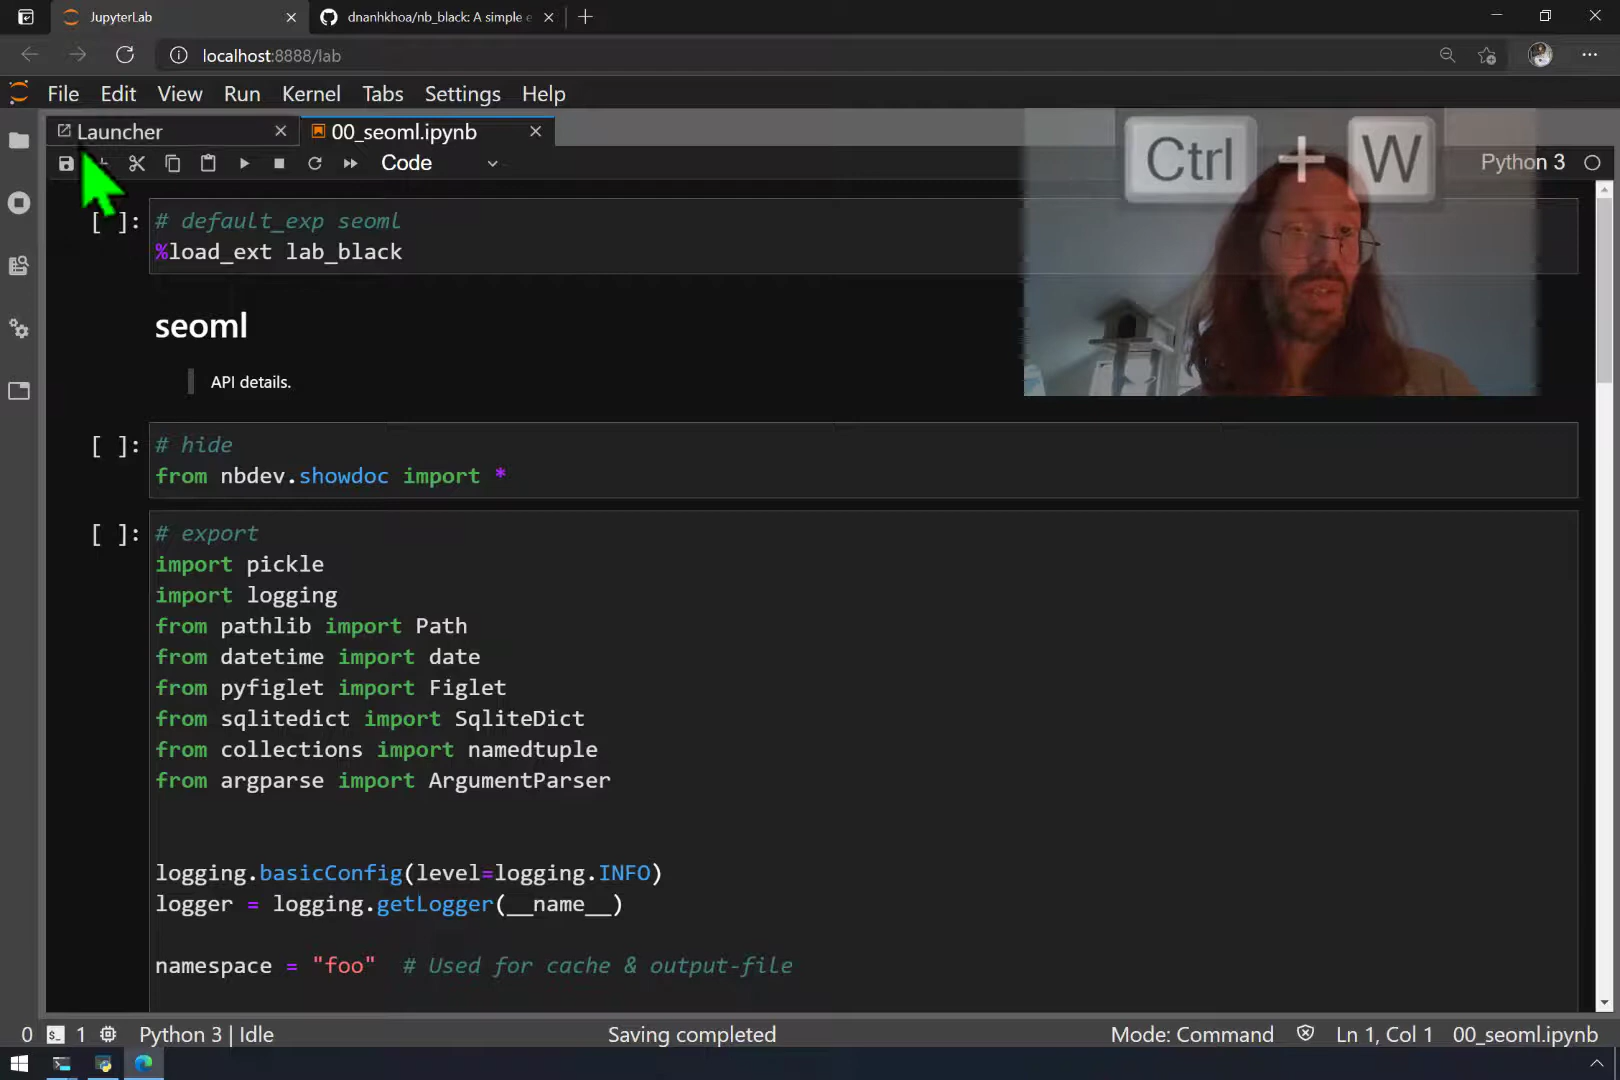 JupyterLab
dnanhkhoa/nb_black: A simple e
localhost:8888/lab
File Edit View Run Kernel Tabs Settings Help
Launcher
00_seoml.ipynb
Ctrl + W
Code
Python 3
[ ]:
# default_exp seoml
%load_ext lab_black
seoml
API details.
[ ]:
# hide
from nbdev.showdoc import *
[ ]:
# export
import pickle
import logging
from pathlib import Path
from datetime import date
from pyfiglet import Figlet
from sqlitedict import SqliteDict
from collections import namedtuple
from argparse import ArgumentParser
logging.basicConfig(level=logging.INFO)
logger = logging.getLogger(__name__)
namespace = "foo" # Used for cache & output-file
0 1 Python 3 | Idle Saving completed Mode: Command Ln 1, Col 1 00_seoml.ipynb